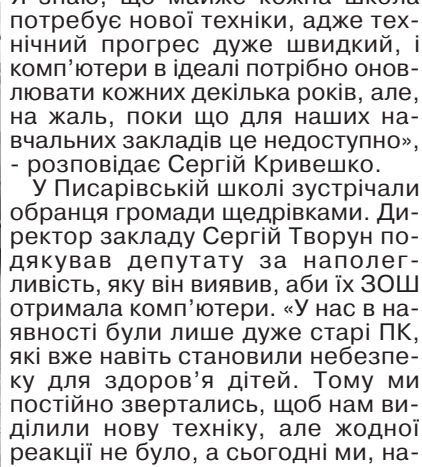 Я знаю, що майже кожна школа
потребує нової техніки, адже тех-
нічний прогрес дуже швидкий, і
комп’ютери в ідеалі потрібно онов-
лювати кожних декілька років, але,
на жаль, поки що для наших на-
вчальних закладів це недоступно»,
- розповідає Сергій Кривешко.
У Писарівській школі зустрічали
обранця громади щедрівками. Ди-
ректор закладу Сергій Творун по-
дякував депутату за наполег-
ливість, яку він виявив, аби їх ЗОШ
отримала комп’ютери. «У нас в на-
явності були лише дуже старі ПК,
які вже навіть становили небезпе-
ку для здоров’я дітей. Тому ми
постійно звертались, щоб нам ви-
ділили нову техніку, але жодної
реакції не було, а сьогодні ми, на-